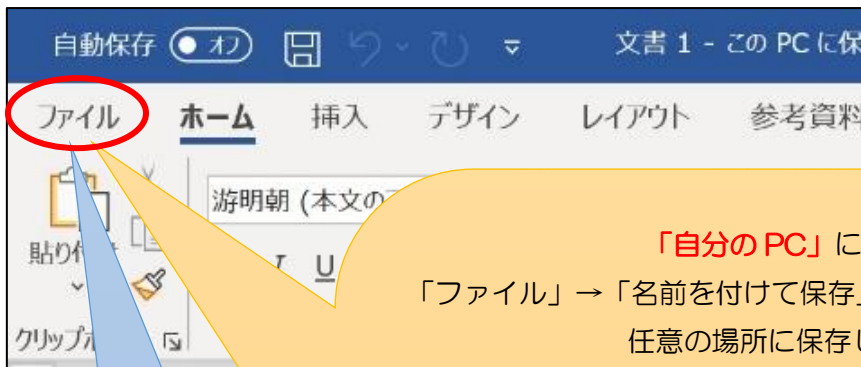 自動保存 オフ 文書 1 - この PC に保
ファイル ホーム 挿入 デザイン レイアウト 参考資料
游明朝 (本文の
貼り付け
I U
クリップボ
「自分の PC」に
「ファイル」→「名前を付けて保存」
任意の場所に保存し